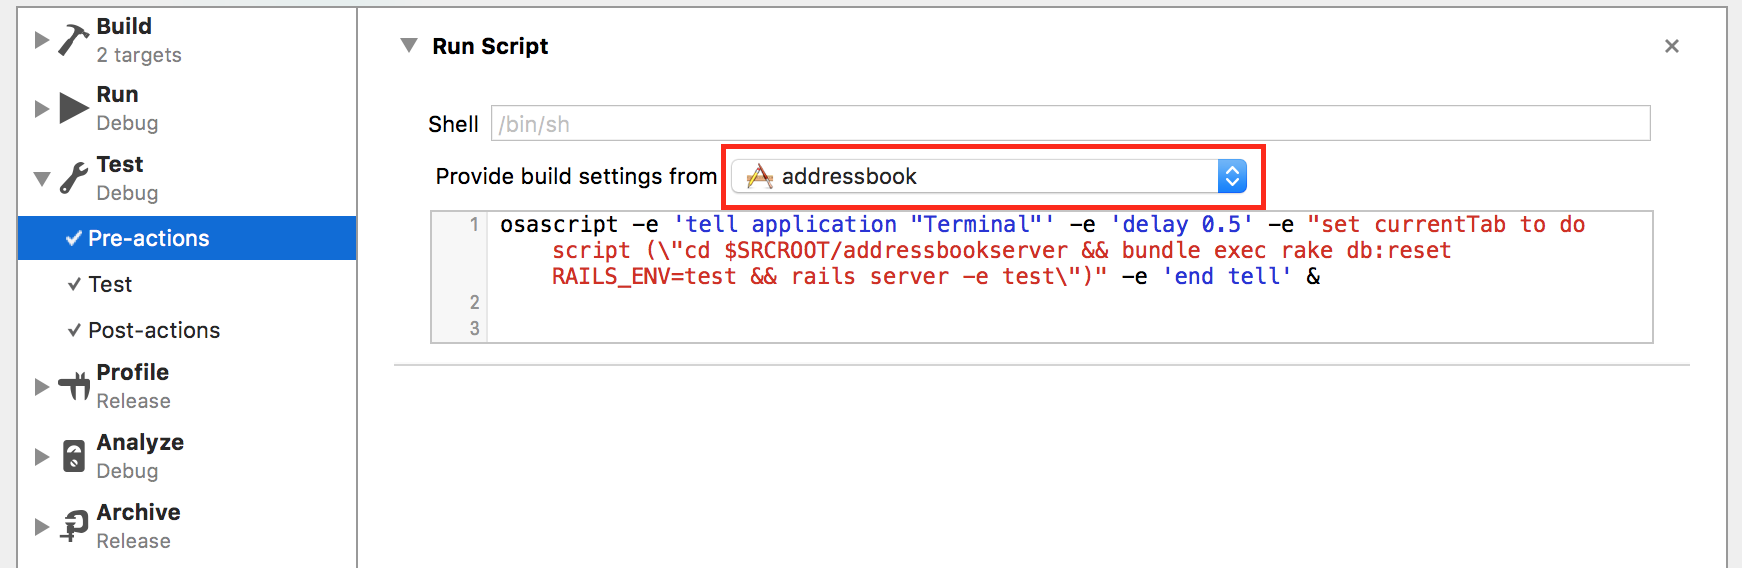 Build
2 targets
Run
Debug
Test
Debug
Pre-actions
Test
Post-actions
Profile
Release
Analyze
Debug
Archive
Release
Run Script
Shell /bin/sh
Provide build settings from addressbook
1 osascript -e 'tell application "Terminal"' -e 'delay 0.5' -e "set currentTab to do
script (\"cd $SRCROOT/addressbookserver && bundle exec rake db:reset
RAILS_ENV=test && rails server -e test\")" -e 'end tell' &
2
3